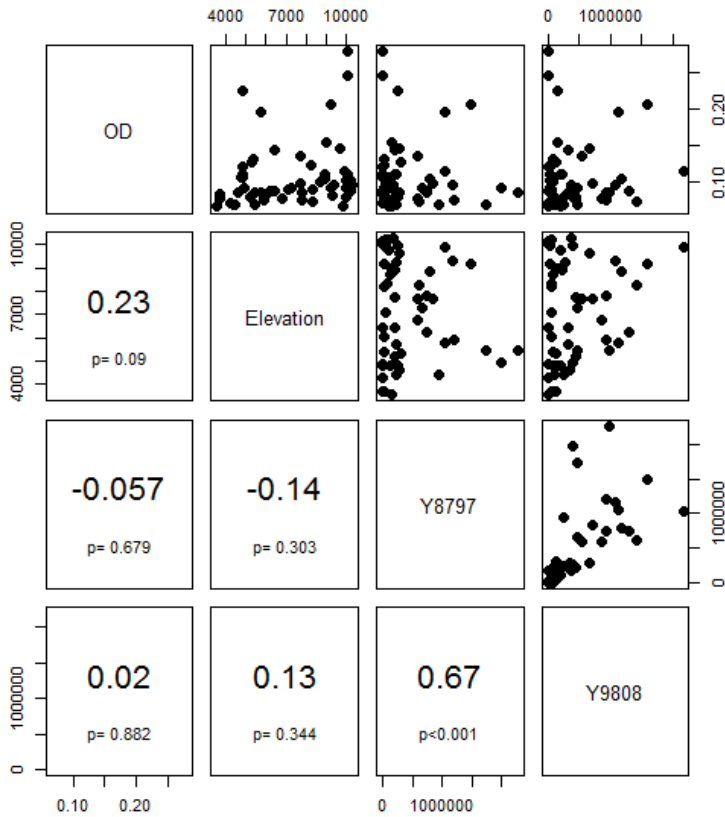 4000 7000 10000 0 1000000
OD
0.10 0.20
4000 7000 10000
0.23
p= 0.09
Elevation
-0.057
p= 0.679
-0.14
p= 0.303
Y8797
0 1000000
0 1000000
0.02
p= 0.882
0.13
p= 0.344
0.67
p<0.001
Y9808
0.10 0.20 0 1000000